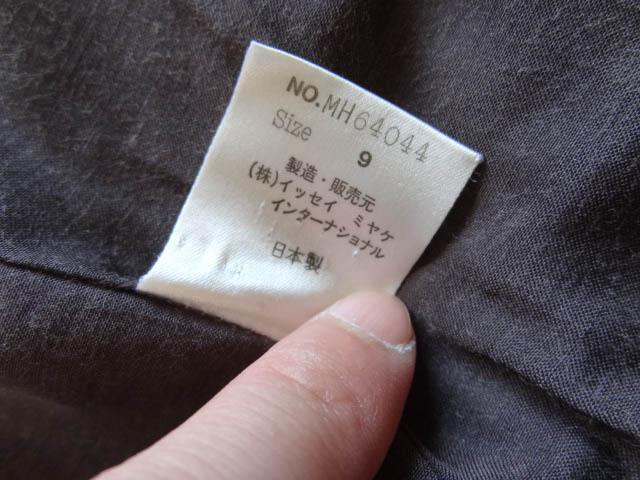 NO.MH64044
Size 9
製造・販売元
(株)イッセイ ミヤケ
インターナショナル
日本製